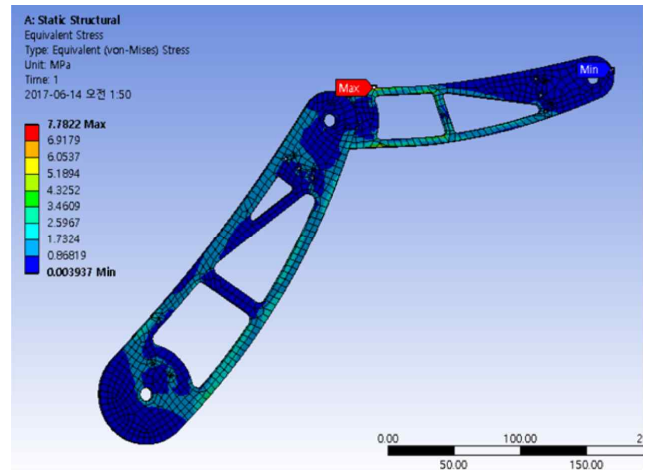 A: Static Structural
Equivalent Stress
Type: Equivalent (von-Mises) Stress
Unit: MPa
Time: 1
2017-06-14 오전 1:50
7.7822 Max
6.9179
6.0537
5.1894
4.3252
3.4609
2.5967
1.7324
0.86819
0.003937 Min
Max
Min
0.00 100.00
50.00 150.00